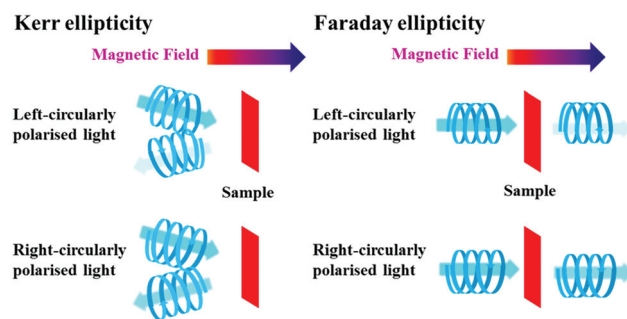 Kerr ellipticity
Magnetic Field
Left-circularly
polarised light
Sample
Right-circularly
polarised light
Faraday ellipticity
Magnetic Field
Left-circularly
polarised light
Sample
Right-circularly
polarised light